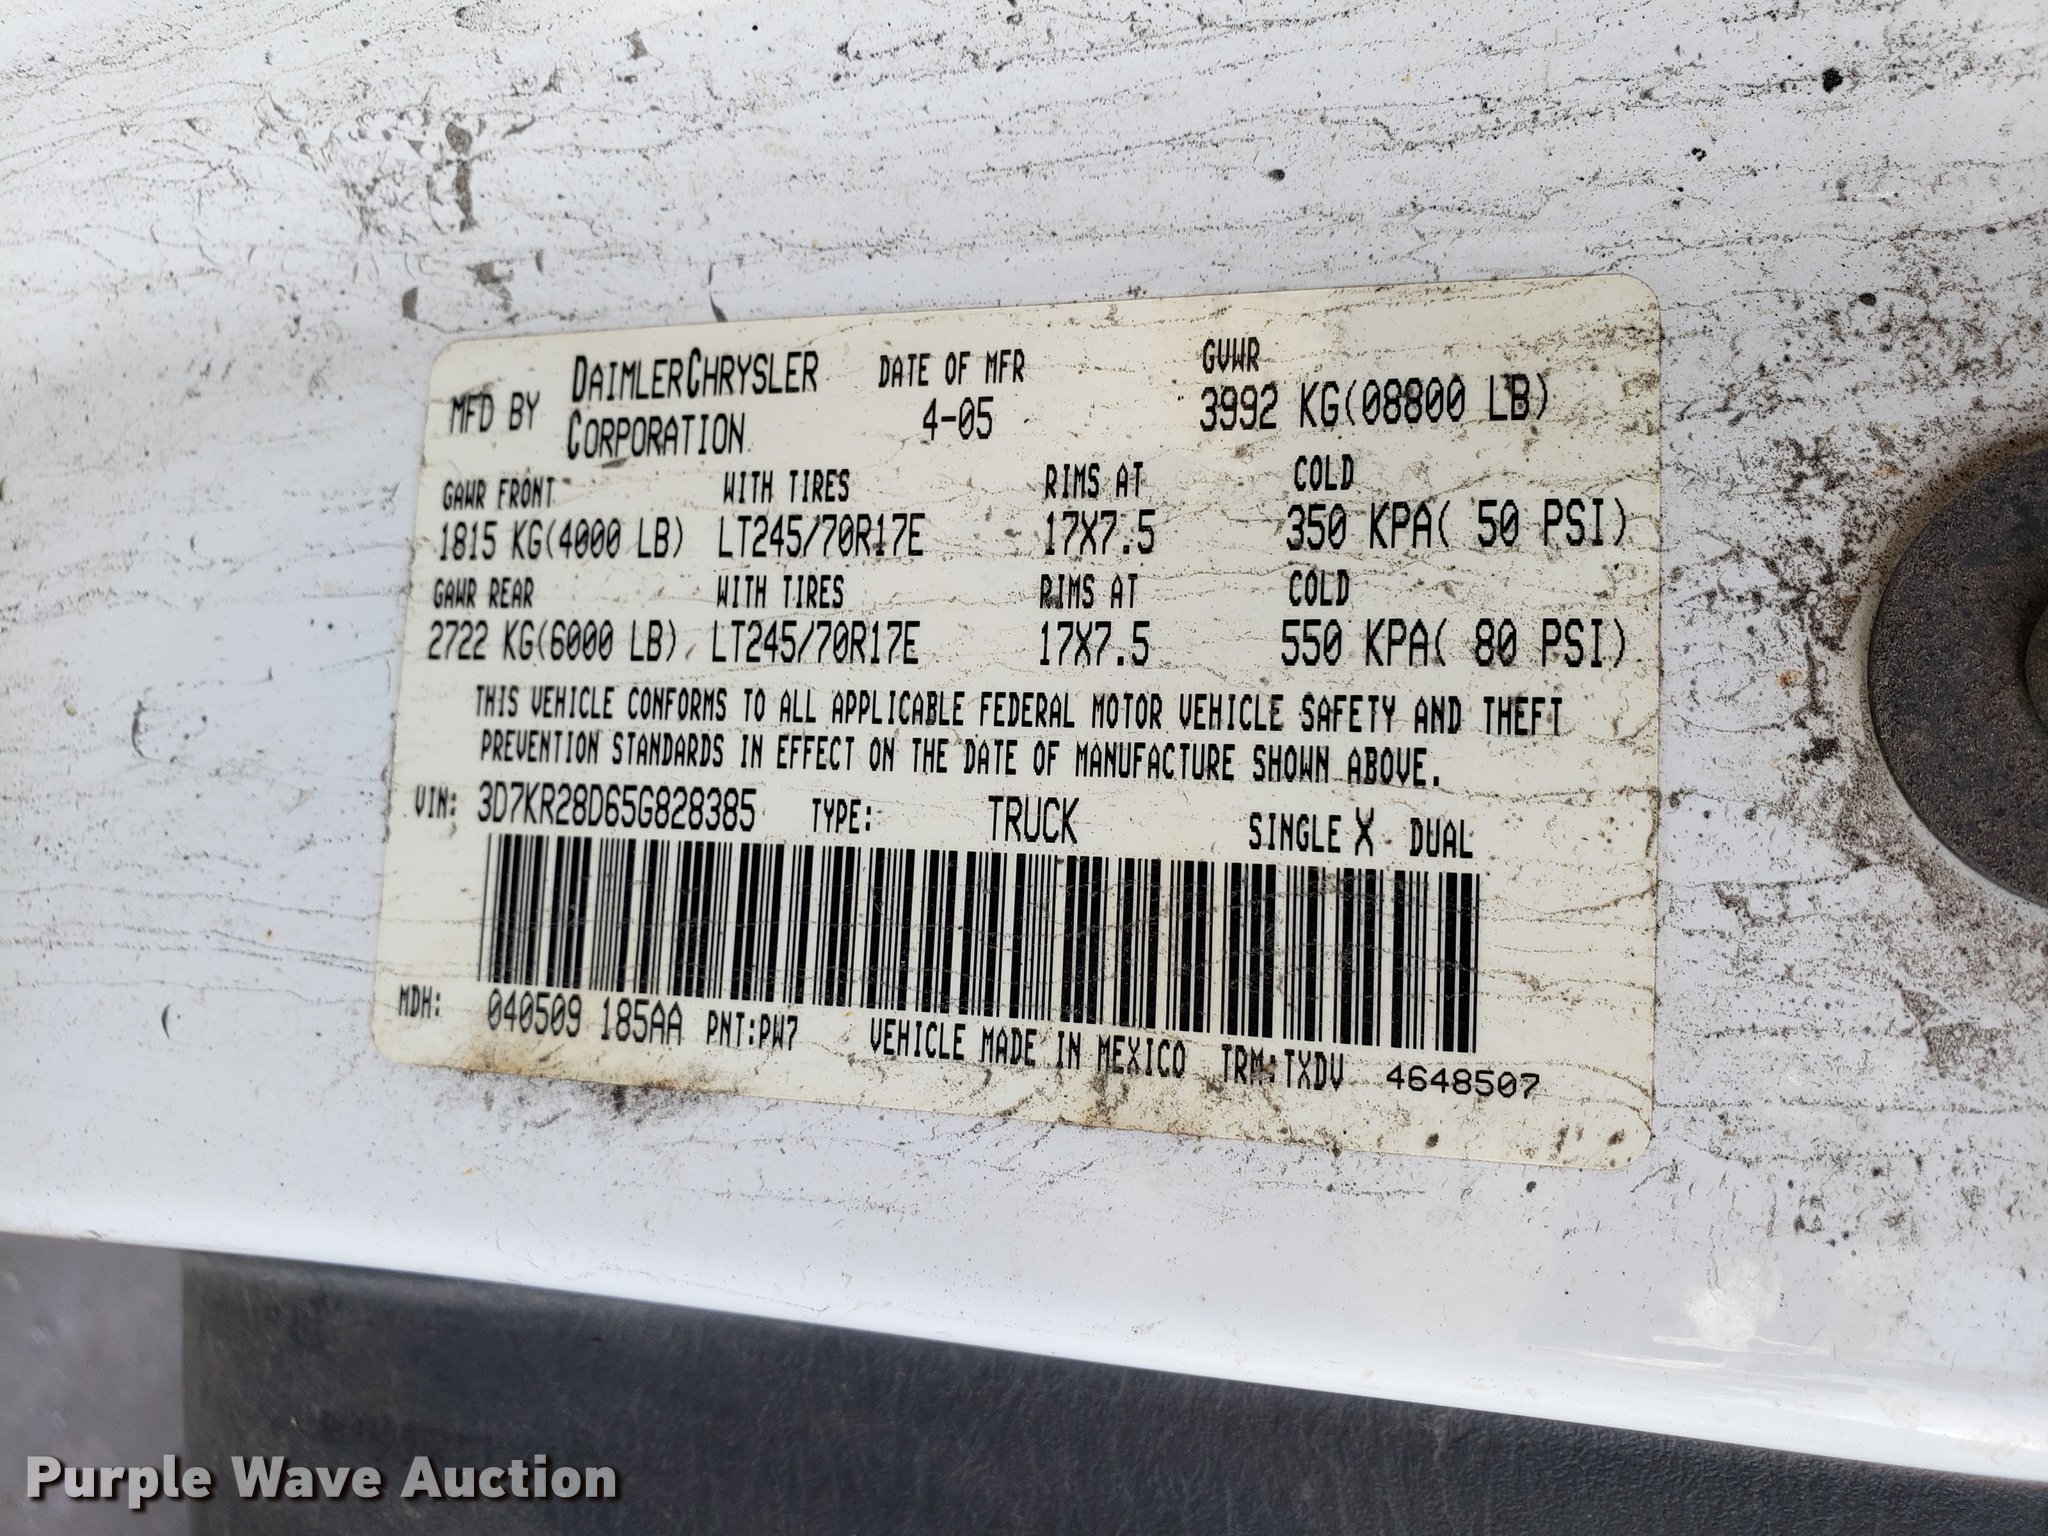 MFD BY DAIMLERCHRYSLER CORPORATION
DATE OF MFR 4-05
GVWR 3992 KG(08800 LB)
GAWR FRONT WITH TIRES RIMS AT COLD
1815 KG(4000 LB) LT245/70R17E 17X7.5 350 KPA( 50 PSI)
GAWR REAR WITH TIRES RIMS AT COLD
2722 KG(6000 LB) LT245/70R17E 17X7.5 550 KPA( 80 PSI)
THIS VEHICLE CONFORMS TO ALL APPLICABLE FEDERAL MOTOR VEHICLE SAFETY AND THEFT
PREVENTION STANDARDS IN EFFECT ON THE DATE OF MANUFACTURE SHOWN ABOVE.
VIN: 3D7KR28D65G828385 TYPE: TRUCK SINGLE X DUAL
MDH: 040509 185AA PNT:PW7 VEHICLE MADE IN MEXICO TRM:TXDV 4648507
Purple Wave Auction